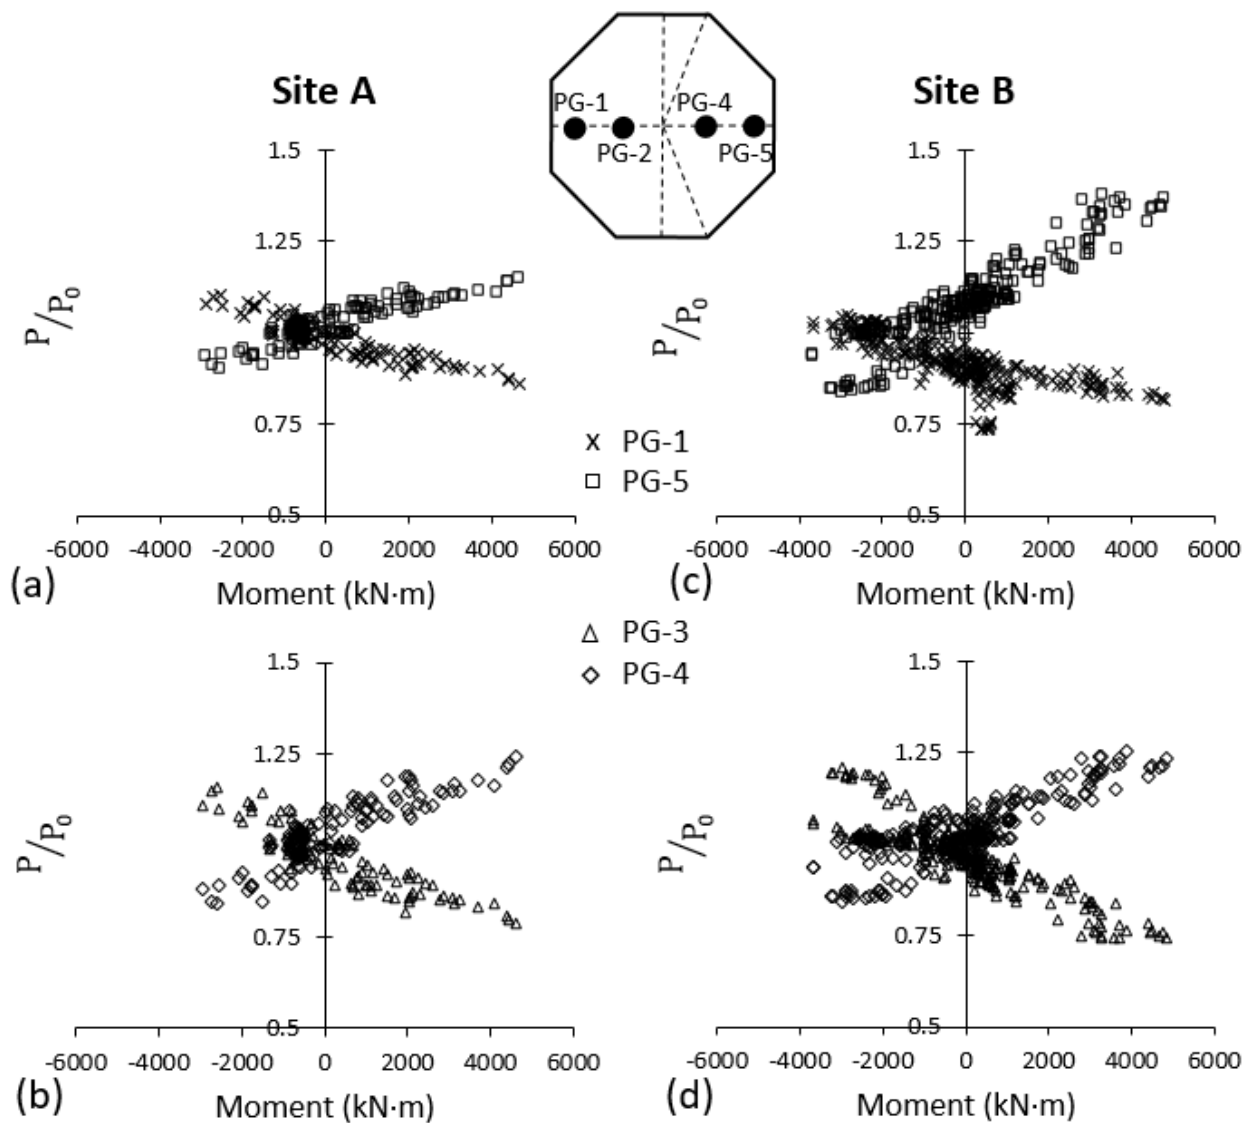 Site A
Site B
PG-1
PG-4
PG-2
PG-5
1.5
1.25
0.75
0.5
P/P0
-6000 -4000 -2000 0 2000 4000 6000
(a)
Moment (kN·m)
× PG-1
□ PG-5
1.5
1.25
0.75
0.5
P/P0
-6000 -4000 -2000 0 2000 4000 6000
(c)
Moment (kN·m)
△ PG-3
◇ PG-4
1.5
1.25
0.75
0.5
P/P0
-6000 -4000 -2000 0 2000 4000 6000
(b)
Moment (kN·m)
1.5
1.25
0.75
0.5
P/P0
-6000 -4000 -2000 0 2000 4000 6000
(d)
Moment (kN·m)